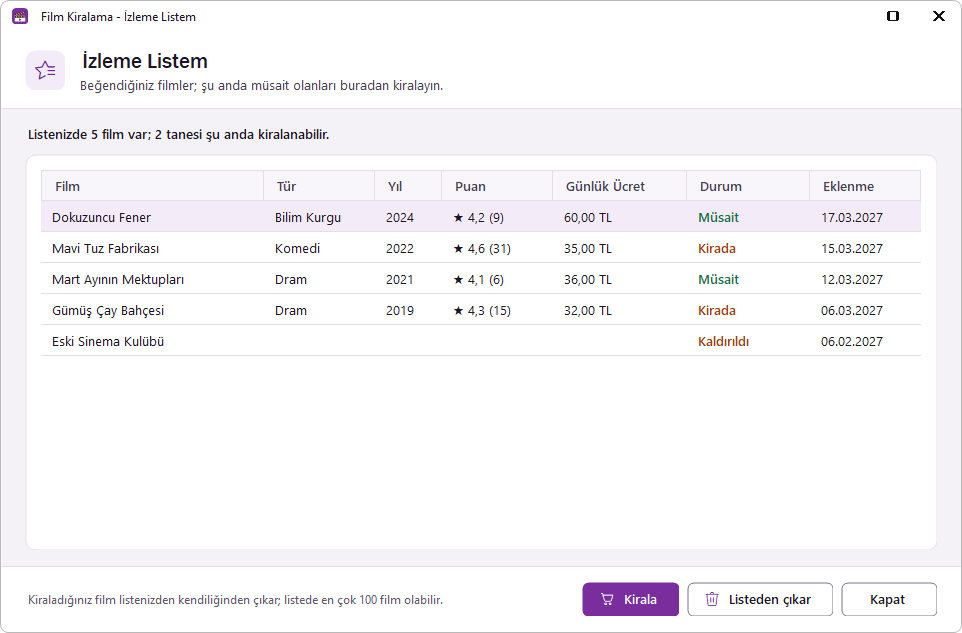 Film Kiralama - İzleme Listem
İzleme Listem
Beğendiğiniz filmler; şu anda müsait olanları buradan kiralayın.
Listenizde 5 film var; 2 tanesi şu anda kiralanabilir.
Film Tür Yıl Puan Günlük Ücret Durum Eklenme
Dokuzuncu Fener Bilim Kurgu 2024 ★ 4,2 (9) 60,00 TL Müsait 17.03.2027
Mavi Tuz Fabrikası Komedi 2022 ★ 4,6 (31) 35,00 TL Kirada 15.03.2027
Mart Ayının Mektupları Dram 2021 ★ 4,1 (6) 36,00 TL Müsait 12.03.2027
Gümüş Çay Bahçesi Dram 2019 ★ 4,3 (15) 32,00 TL Kirada 06.03.2027
Eski Sinema Kulübü Kaldırıldı 06.02.2027
Kiraladığınız film listenizden kendiliğinden çıkar; listede en çok 100 film olabilir.
Kirala Listeden çıkar Kapat